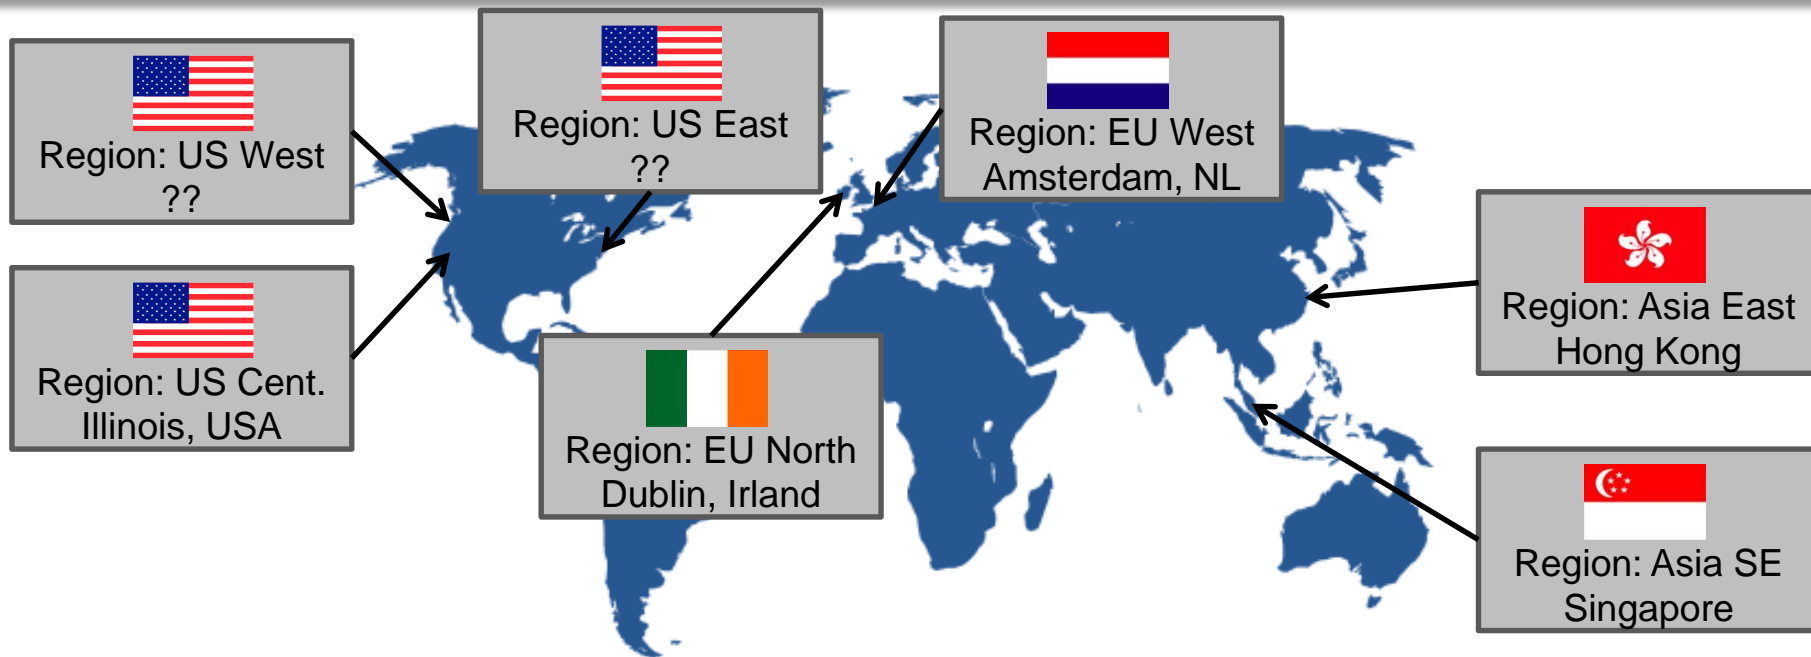 Region: US West
??
Region: US East
??
Region: EU West
Amsterdam, NL
Region: US Cent.
Illinois, USA
Region: EU North
Dublin, Irland
Region: Asia East
Hong Kong
Region: Asia SE
Singapore